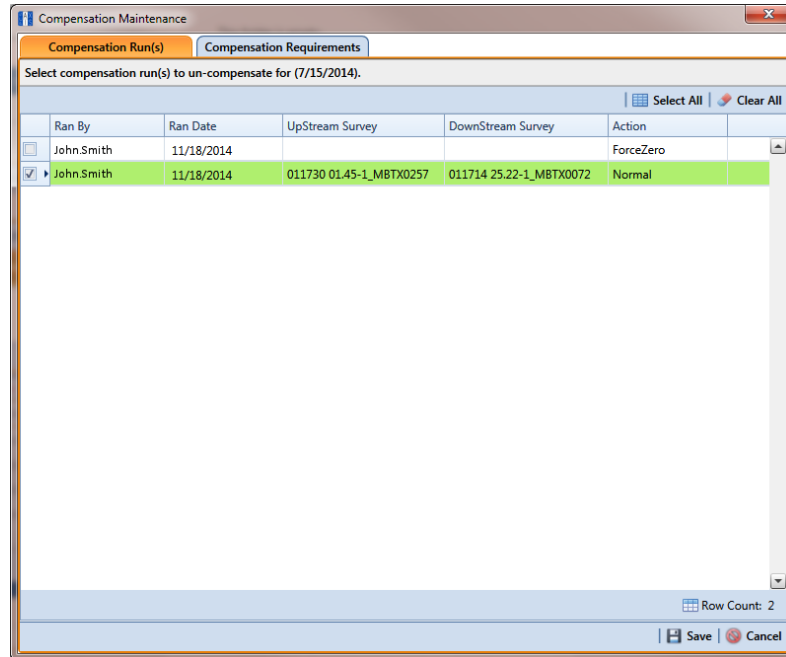 Compensation Maintenance
Compensation Run(s) Compensation Requirements
Select compensation run(s) to un-compensate for (7/15/2014).
Select All Clear All
Ran By Ran Date UpStream Survey DownStream Survey Action
John.Smith 11/18/2014 ForceZero
John.Smith 11/18/2014 011730 01.45-1_MBTX0257 011714 25.22-1_MBTX0072 Normal
Row Count: 2
Save Cancel